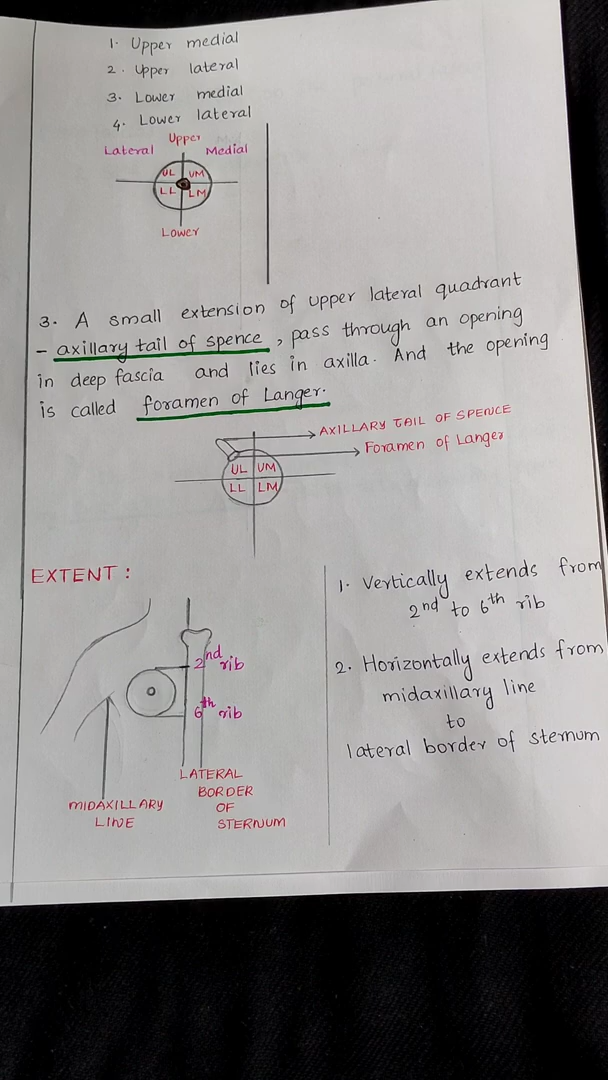 1. Upper medial
2. Upper lateral
3. Lower medial
4. Lower lateral
Upper
Lateral Medial
UL UM
LL LM
Lower
3. A small extension of upper lateral quadrant
- axillary tail of spence, pass through an opening
in deep fascia and lies in axilla. And the opening
is called foramen of Langer.
AXILLARY TAIL OF SPENCE
Foramen of Langer
UL UM
LL LM
EXTENT :
2nd rib
6th rib
LATERAL
BORDER
OF
STERNUM
MIDAXILLARY
LINE
1. Vertically extends from
2nd to 6th rib
2. Horizontally extends from
midaxillary line
to
lateral border of sternum